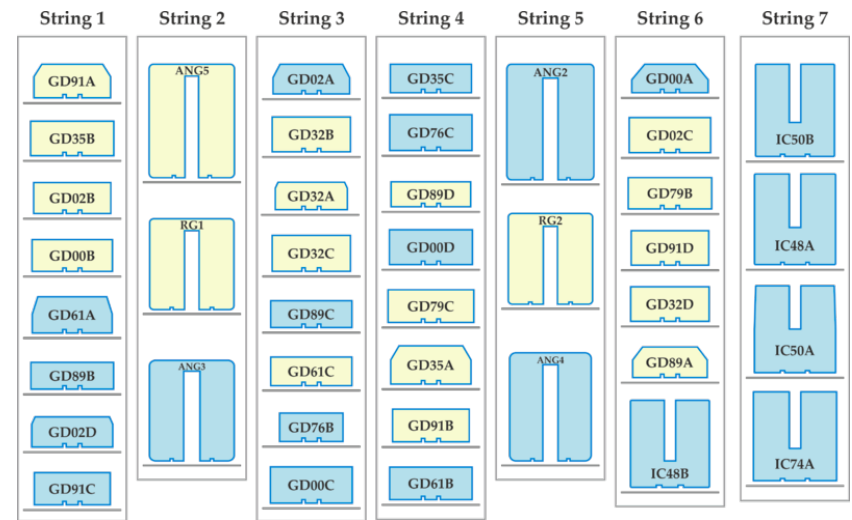 String 1
GD91A
GD35B
GD02B
GD00B
GD61A
GD89B
GD02D
GD91C
String 2
ANG5
RG1
ANG3
String 3
GD02A
GD32B
GD32A
GD32C
GD89C
GD61C
GD76B
GD00C
String 4
GD35C
GD76C
GD89D
GD00D
GD79C
GD35A
GD91B
GD61B
String 5
ANG2
RG2
ANG4
String 6
GD00A
GD02C
GD79B
GD91D
GD32D
GD89A
IC48B
String 7
IC50B
IC48A
IC50A
IC74A